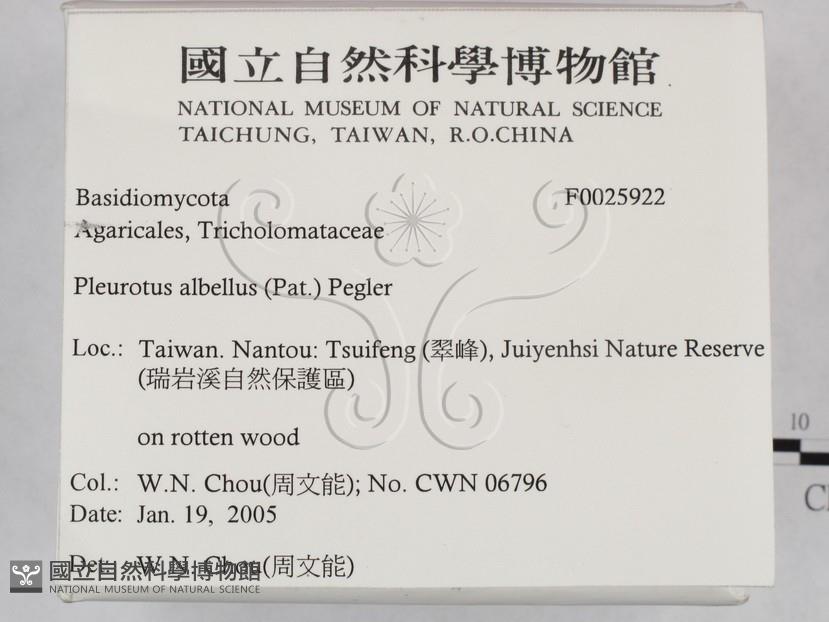 國立自然科學博物館
NATIONAL MUSEUM OF NATURAL SCIENCE
TAICHUNG, TAIWAN, R.O.CHINA
Basidiomycota F0025922
Agaricales, Tricholomataceae
Pleurotus albellus (Pat.) Pegler
Loc.: Taiwan. Nantou: Tsuifeng (翠峰), Juiyenhsi Nature Reserve
(瑞岩溪自然保護區)
on rotten wood
10
Col.: W.N. Chou(周文能); No. CWN 06796
Date: Jan. 19, 2005
Det.: W.N. Chou(周文能)
國立自然科學博物館
NATIONAL MUSEUM OF NATURAL SCIENCE